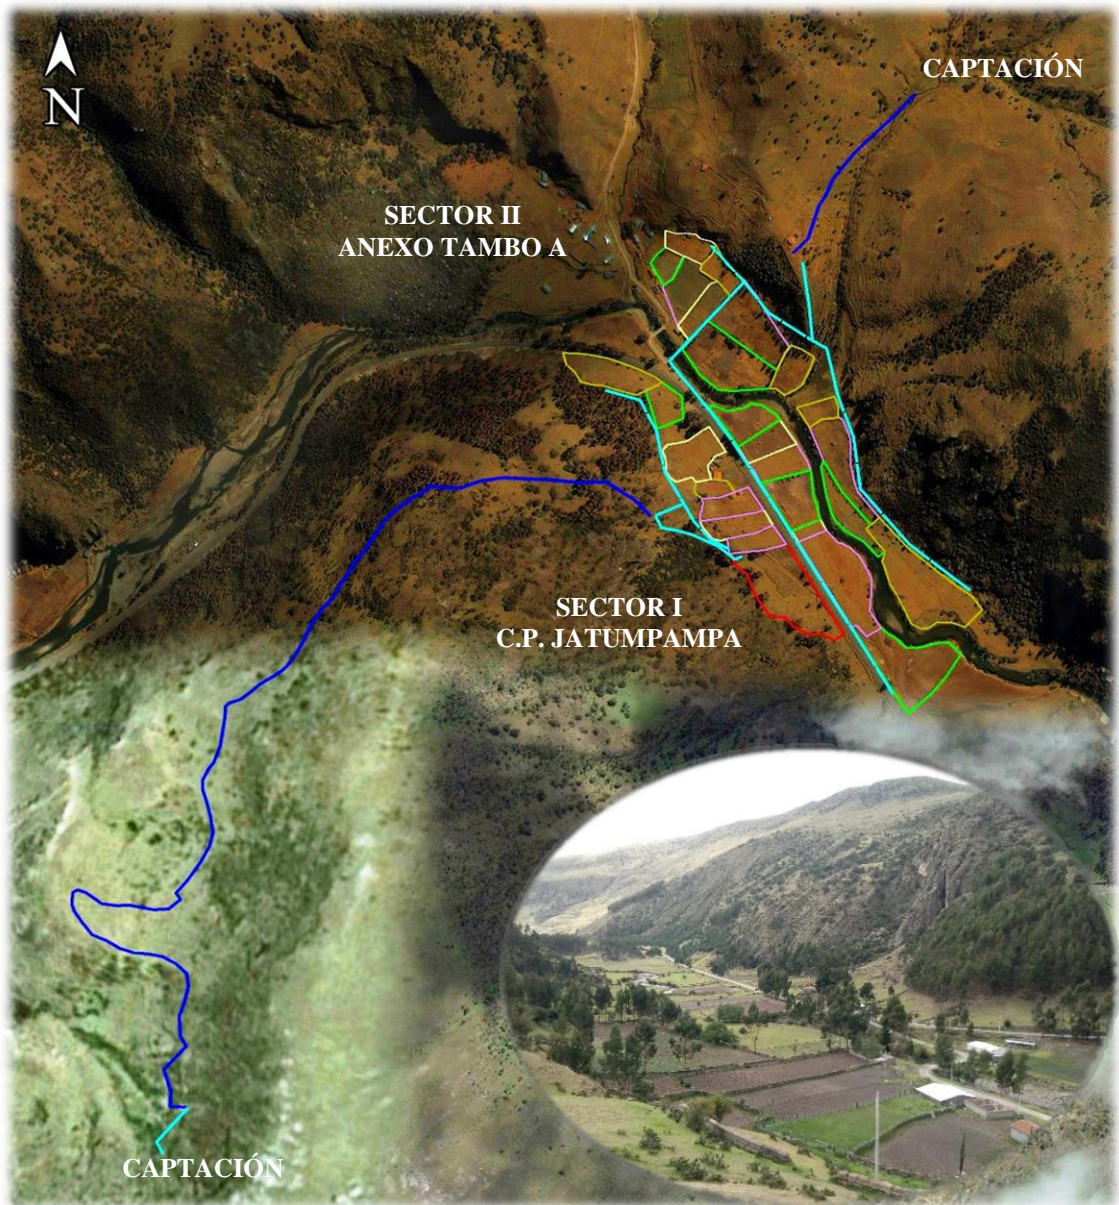 N
CAPTACIÓN
SECTOR II
ANEXO TAMBO A
SECTOR I
C.P. JATUMPAMPA
CAPTACIÓN